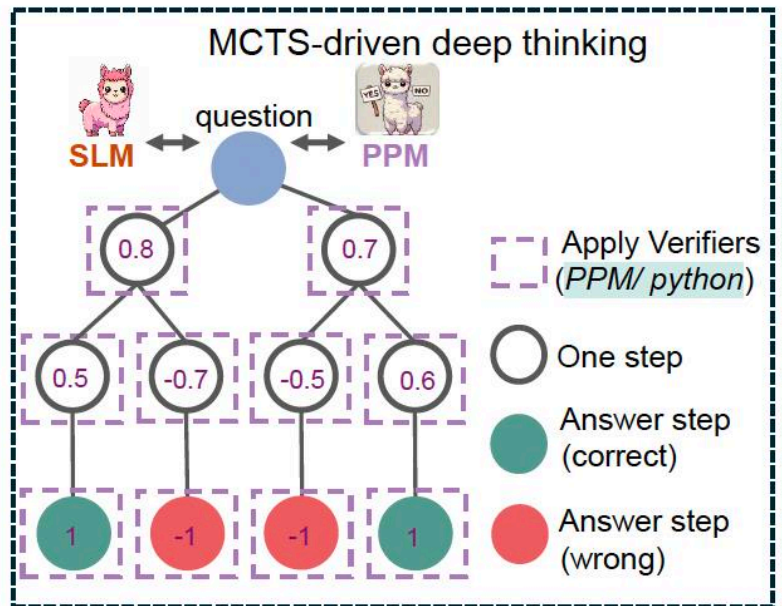 MCTS-driven deep thinking
question
YES
NO
SLM
PPM
0.8
0.7
Apply Verifiers
(PPM/ python)
0.5
-0.7
-0.5
0.6
One step
Answer step
(correct)
1
-1
-1
1
Answer step
(wrong)